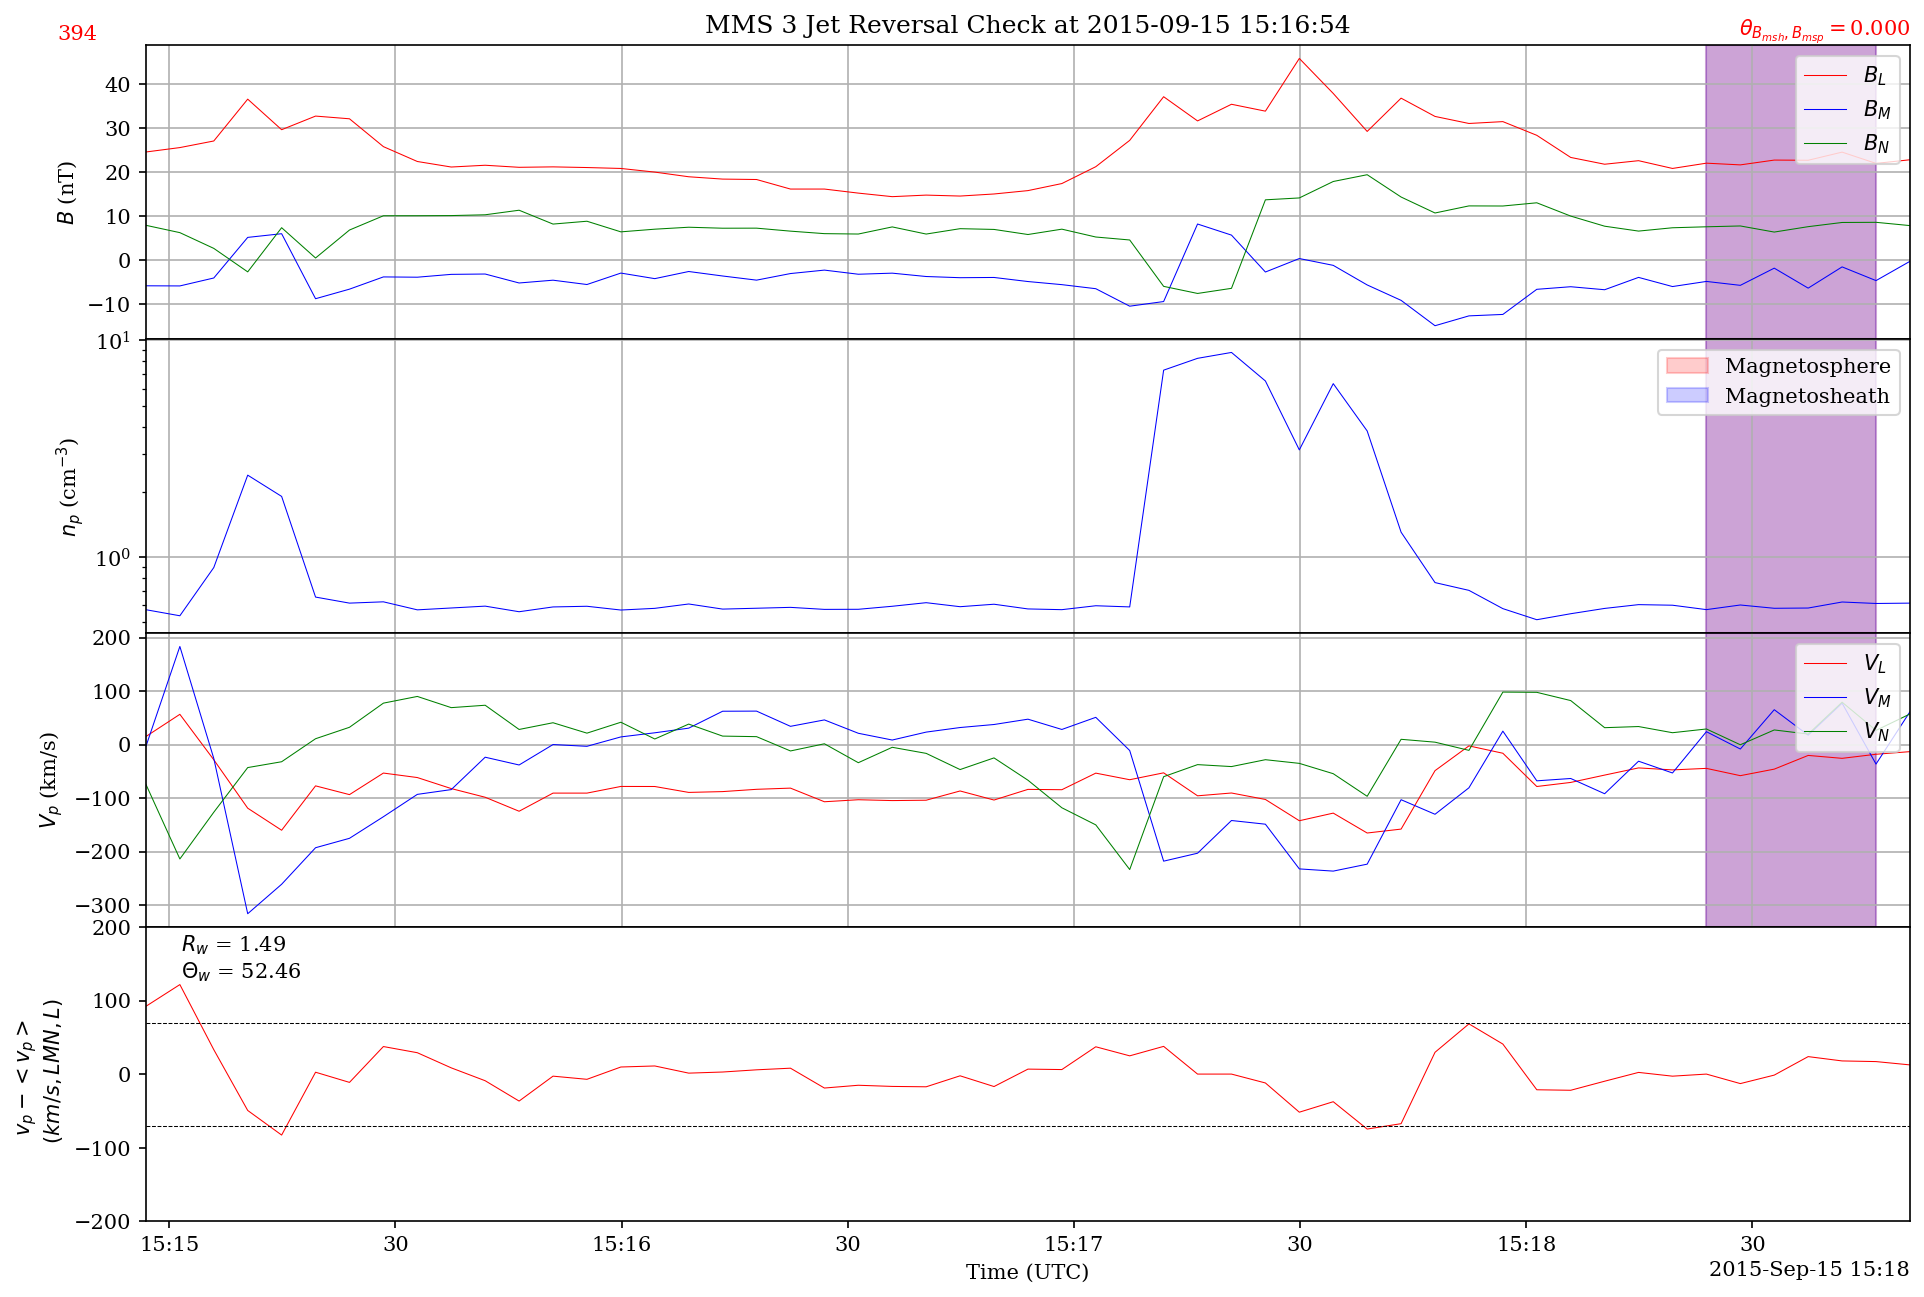 394
MMS 3 Jet Reversal Check at 2015-09-15 15:16:54
θ_{B_{msh}, B_{msp}} = 0.000
B (nT)
40
30
20
10
0
−10
B_L
B_M
B_N
n_p (cm^{−3})
10^1
10^0
Magnetosphere
Magnetosheath
V_p (km/s)
200
100
0
−100
−200
−300
V_L
V_M
V_N
v_p − < v_p >
(km/s, LMN, L)
200
100
0
−100
−200
R_w = 1.49
Θ_w = 52.46
15:15
30
15:16
30
15:17
30
15:18
30
Time (UTC)
2015-Sep-15 15:18